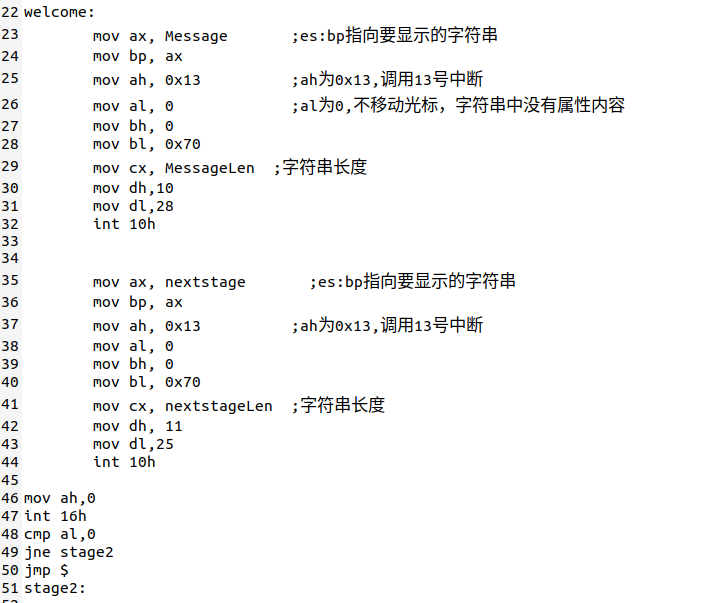 22 welcome:
23 mov ax, Message ;es:bp指向要显示的字符串
24 mov bp, ax
25 mov ah, 0x13 ;ah为0x13,调用13号中断
26 mov al, 0 ;al为0,不移动光标，字符串中没有属性内容
27 mov bh, 0
28 mov bl, 0x70
29 mov cx, MessageLen ;字符串长度
30 mov dh,10
31 mov dl,28
32 int 10h
33
34
35 mov ax, nextstage ;es:bp指向要显示的字符串
36 mov bp, ax
37 mov ah, 0x13 ;ah为0x13,调用13号中断
38 mov al, 0
39 mov bh, 0
40 mov bl, 0x70
41 mov cx, nextstageLen ;字符串长度
42 mov dh, 11
43 mov dl,25
44 int 10h
45
46 mov ah,0
47 int 16h
48 cmp al,0
49 jne stage2
50 jmp $
51 stage2: